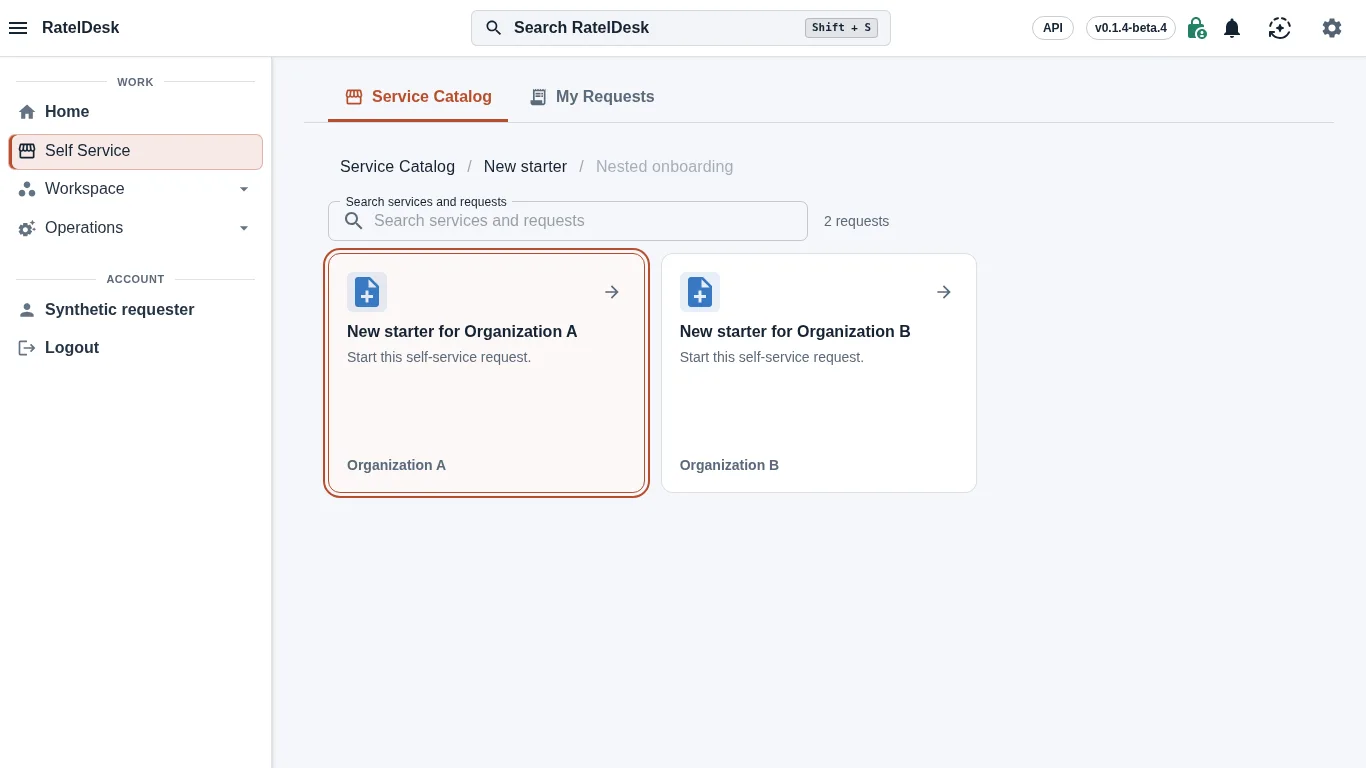 RatelDesk
Search RatelDesk
Shift + S
API
v0.1.4-beta.4
WORK
Home
Self Service
Workspace
Operations
ACCOUNT
Synthetic requester
Logout
Service Catalog
My Requests
Service Catalog / New starter / Nested onboarding
Search services and requests
Search services and requests
2 requests
New starter for Organization A
Start this self-service request.
Organization A
New starter for Organization B
Start this self-service request.
Organization B